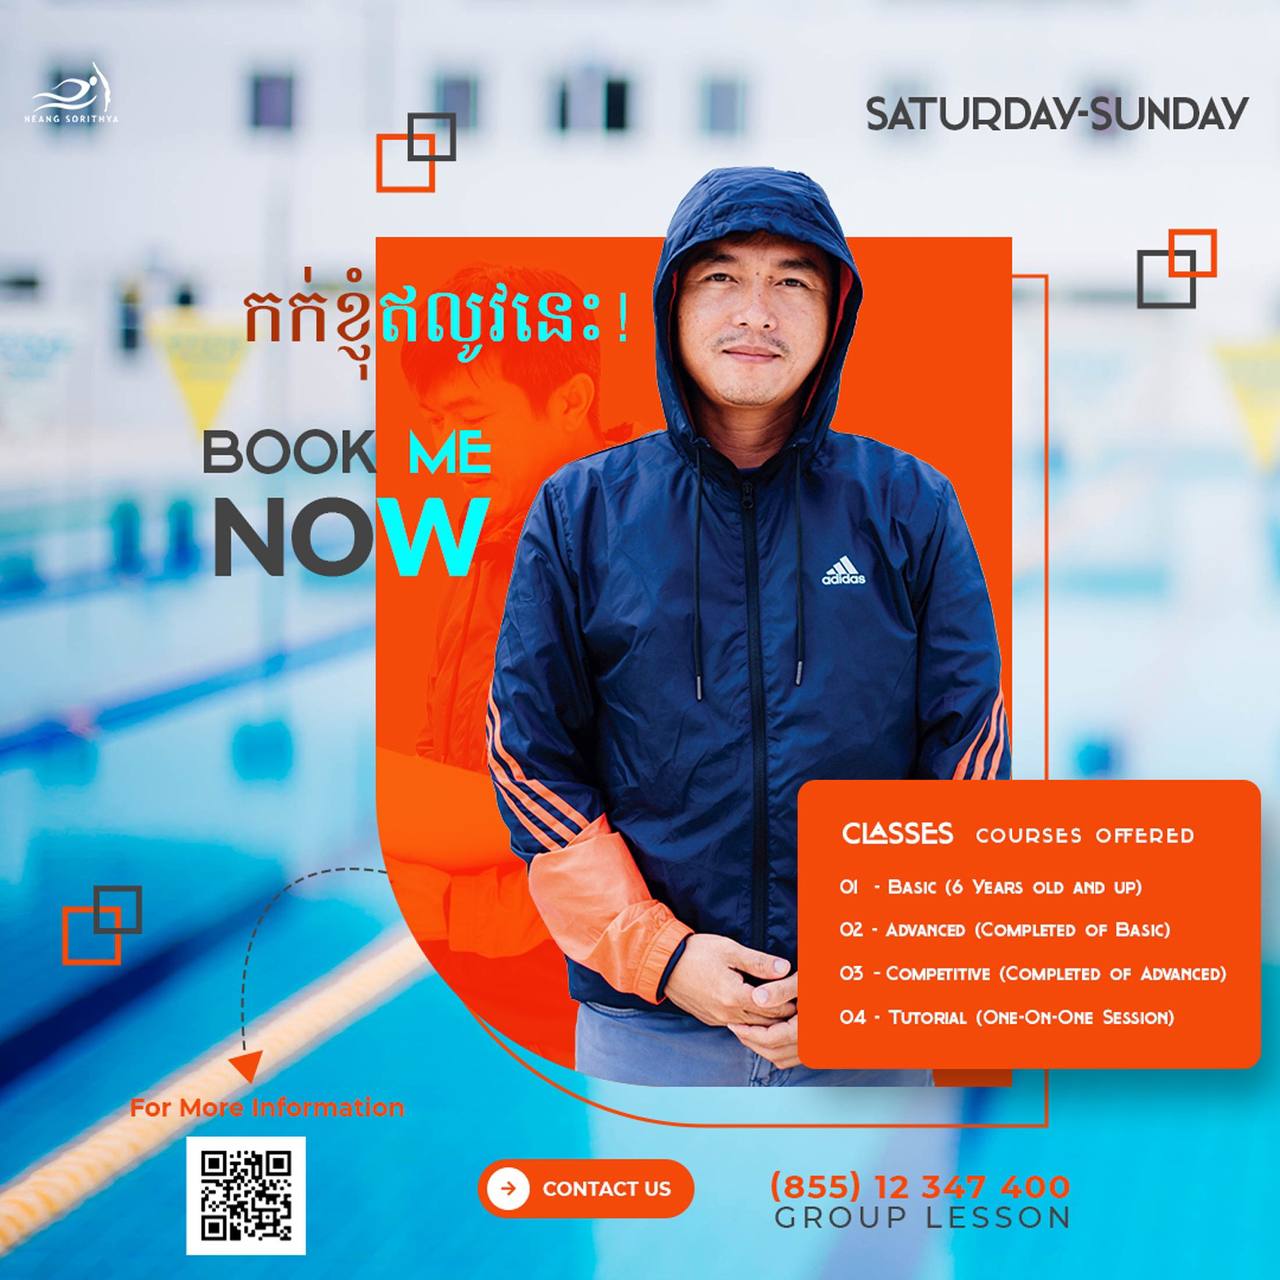 NEANG SORITHYA
SATURDAY-SUNDAY
កក់ខ្ញុំឥលូវនេះ !
BOOK ME
NOW
adidas
CLASSES COURSES OFFERED
01 - BASIC (6 YEARS OLD AND UP)
02 - ADVANCED (COMPLETED OF BASIC)
03 - COMPETITIVE (COMPLETED OF ADVANCED)
04 - TUTORIAL (ONE-ON-ONE SESSION)
For More Information
CONTACT US
(855) 12 347 400
GROUP LESSON